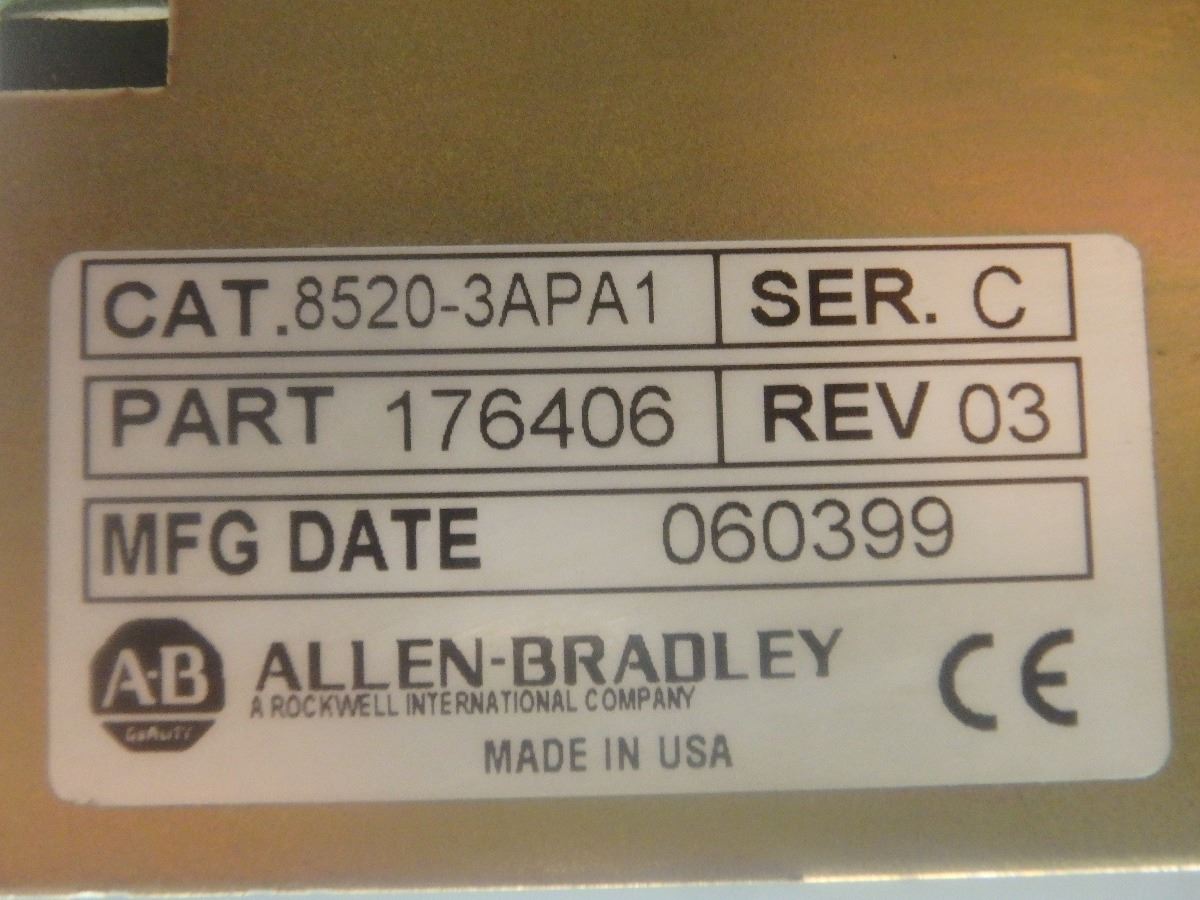 CAT. 8520-3APA1 SER. C
PART 176406 REV 03
MFG DATE 060399
A-B
QUALITY
ALLEN-BRADLEY
A ROCKWELL INTERNATIONAL COMPANY
MADE IN USA
CE